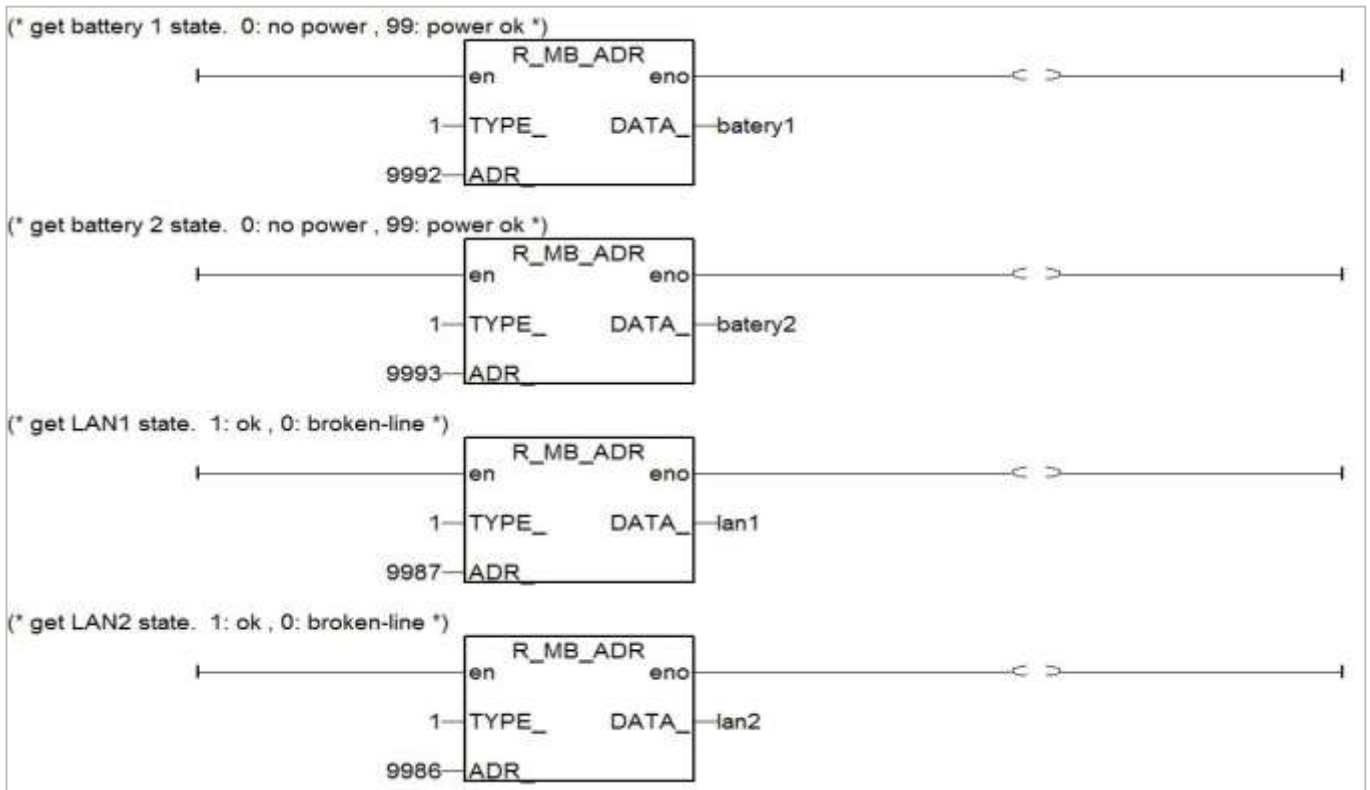 (* get battery 1 state.  0: no power , 99: power ok *)
R_MB_ADR
en eno
1 TYPE_ DATA_ batery1
9992 ADR_
(* get battery 2 state.  0: no power , 99: power ok *)
R_MB_ADR
en eno
1 TYPE_ DATA_ batery2
9993 ADR_
(* get LAN1 state.  1: ok , 0: broken-line *)
R_MB_ADR
en eno
1 TYPE_ DATA_ lan1
9987 ADR_
(* get LAN2 state.  1: ok , 0: broken-line *)
R_MB_ADR
en eno
1 TYPE_ DATA_ lan2
9986 ADR_